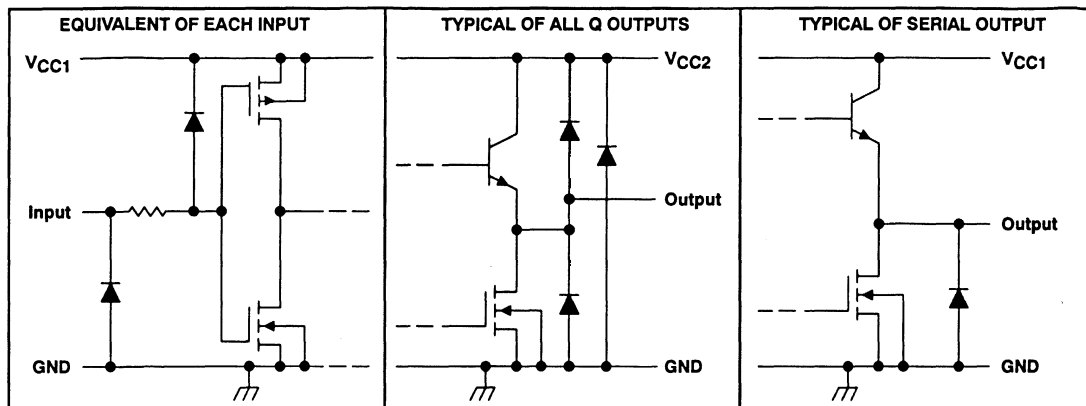 EQUIVALENT OF EACH INPUT
VCC1
Input
GND
TYPICAL OF ALL Q OUTPUTS
VCC2
Output
GND
TYPICAL OF SERIAL OUTPUT
VCC1
Output
GND